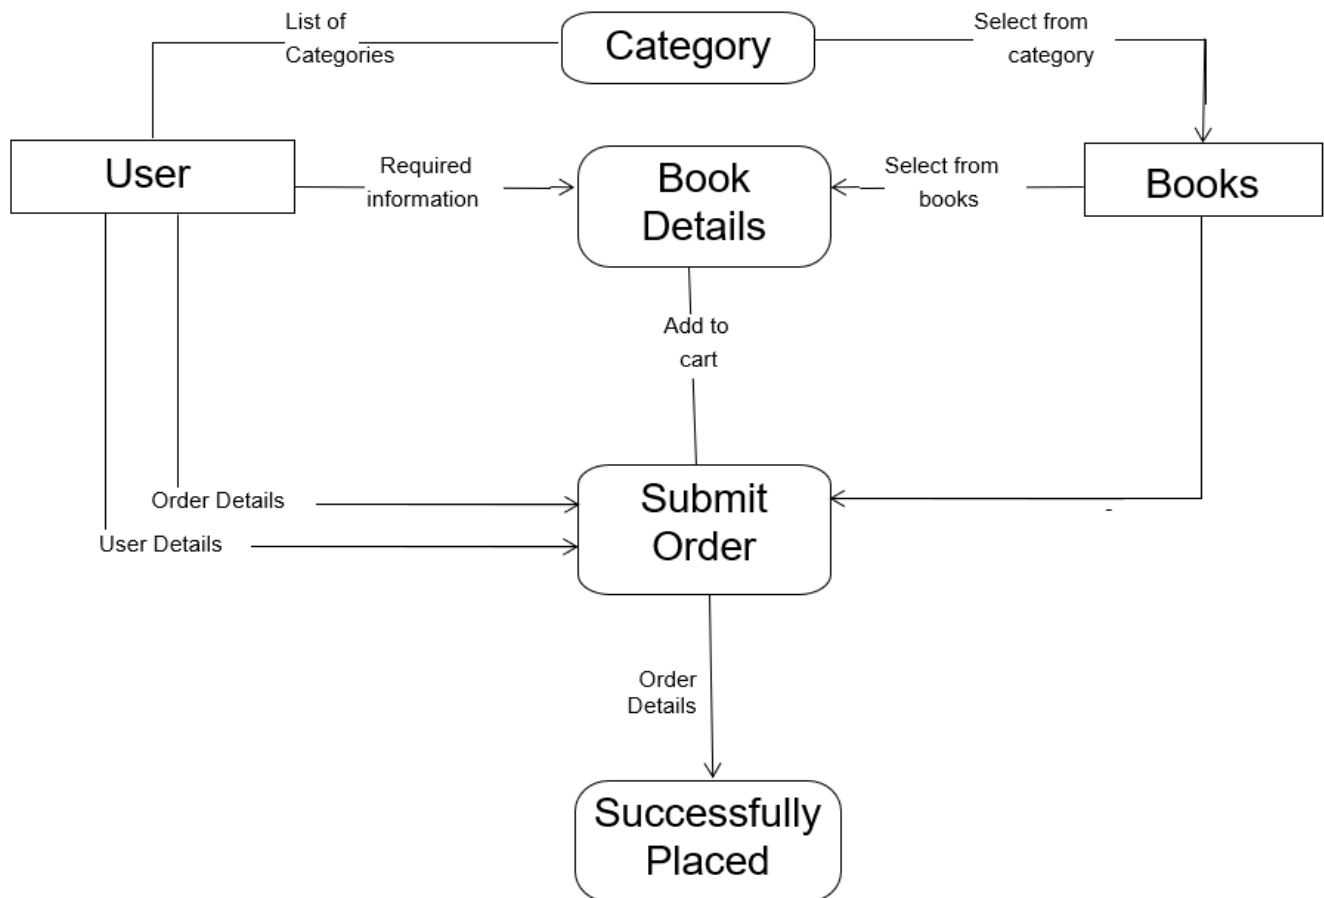 List of
Categories
Category
Select from
category
User
Required
information
Book
Details
Select from
books
Books
Add to
cart
Order Details
User Details
Submit
Order
-
Order
Details
Successfully
Placed